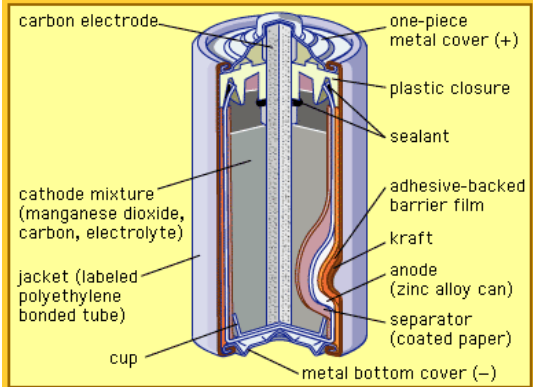 carbon electrode
one-piece
metal cover (+)
plastic closure
sealant
cathode mixture
(manganese dioxide,
carbon, electrolyte)
adhesive-backed
barrier film
kraft
jacket (labeled
polyethylene
bonded tube)
anode
(zinc alloy can)
separator
(coated paper)
cup
metal bottom cover (–)